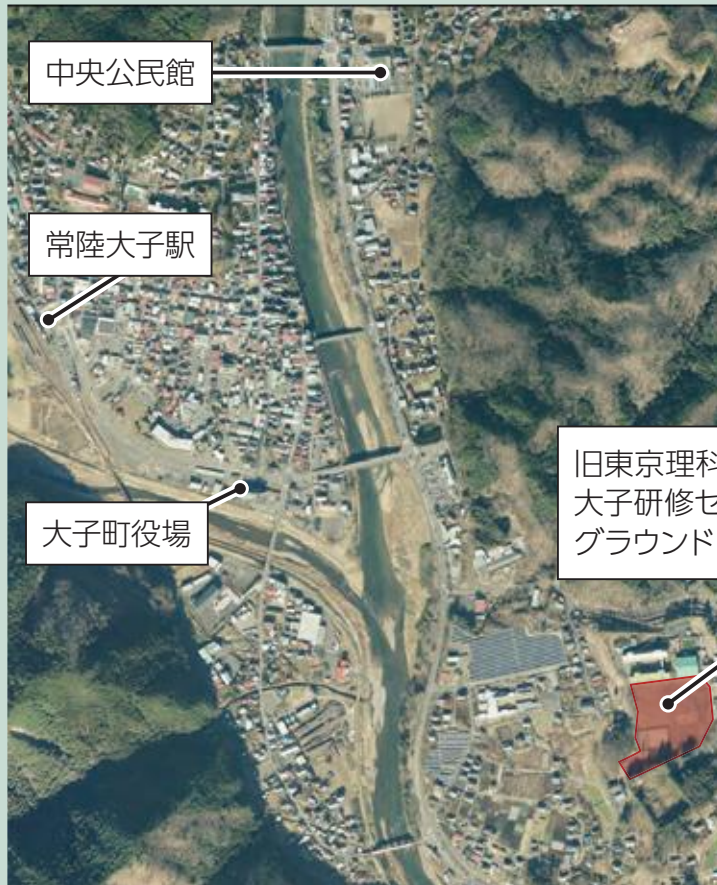 中央公民館
常陸大子駅
旧東京理科
大子研修セ
グラウンド
大子町役場